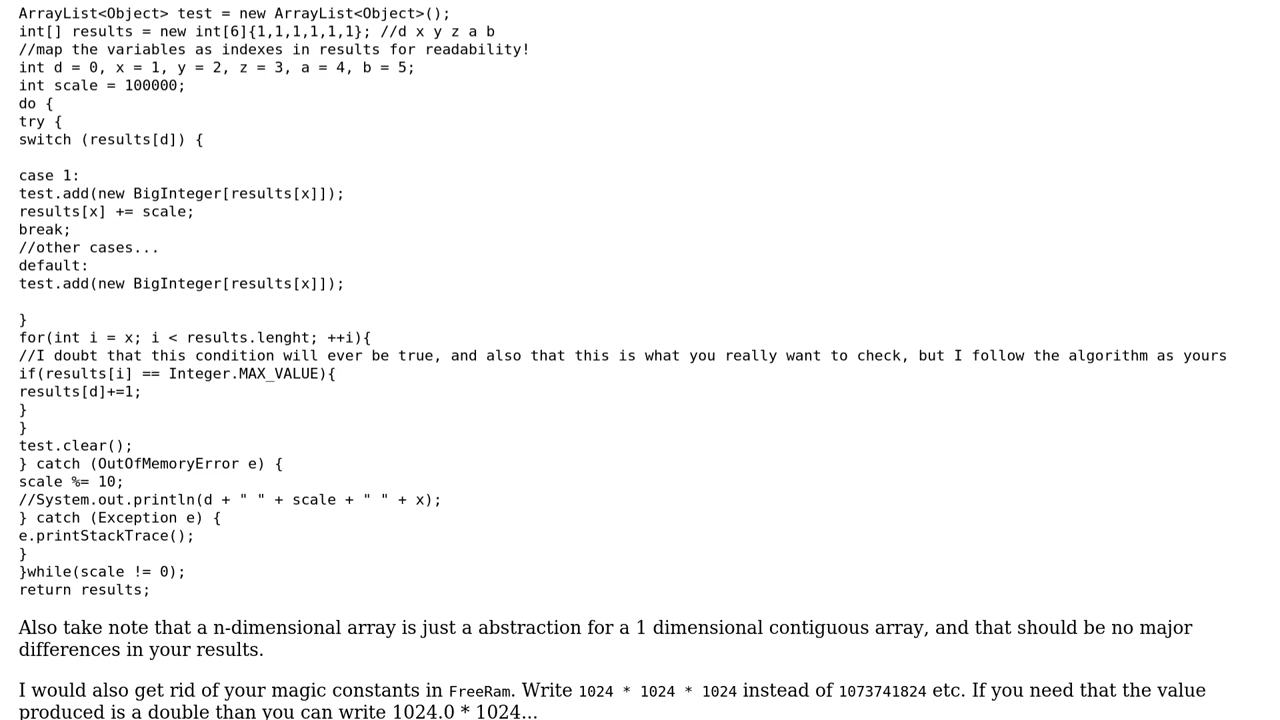 ArrayList<Object> test = new ArrayList<Object>();
int[] results = new int[6]{1,1,1,1,1,1}; //d x y z a b
//map the variables as indexes in results for readability!
int d = 0, x = 1, y = 2, z = 3, a = 4, b = 5;
int scale = 100000;
do {
try {
switch (results[d]) {
case 1:
test.add(new BigInteger[results[x]]);
results[x] += scale;
break;
//other cases...
default:
test.add(new BigInteger[results[x]]);
}
for(int i = x; i < results.lenght; ++i){
//I doubt that this condition will ever be true, and also that this is what you really want to check, but I follow the algorithm as yours
if(results[i] == Integer.MAX_VALUE){
results[d]+=1;
}
}
test.clear();
} catch (OutOfMemoryError e) {
scale %= 10;
//System.out.println(d + " " + scale + " " + x);
} catch (Exception e) {
e.printStackTrace();
}
}while(scale != 0);
return results;
Also take note that a n-dimensional array is just a abstraction for a 1 dimensional contiguous array, and that should be no major
differences in your results.
I would also get rid of your magic constants in FreeRam. Write 1024 * 1024 * 1024 instead of 1073741824 etc. If you need that the value
produced is a double than you can write 1024.0 * 1024...